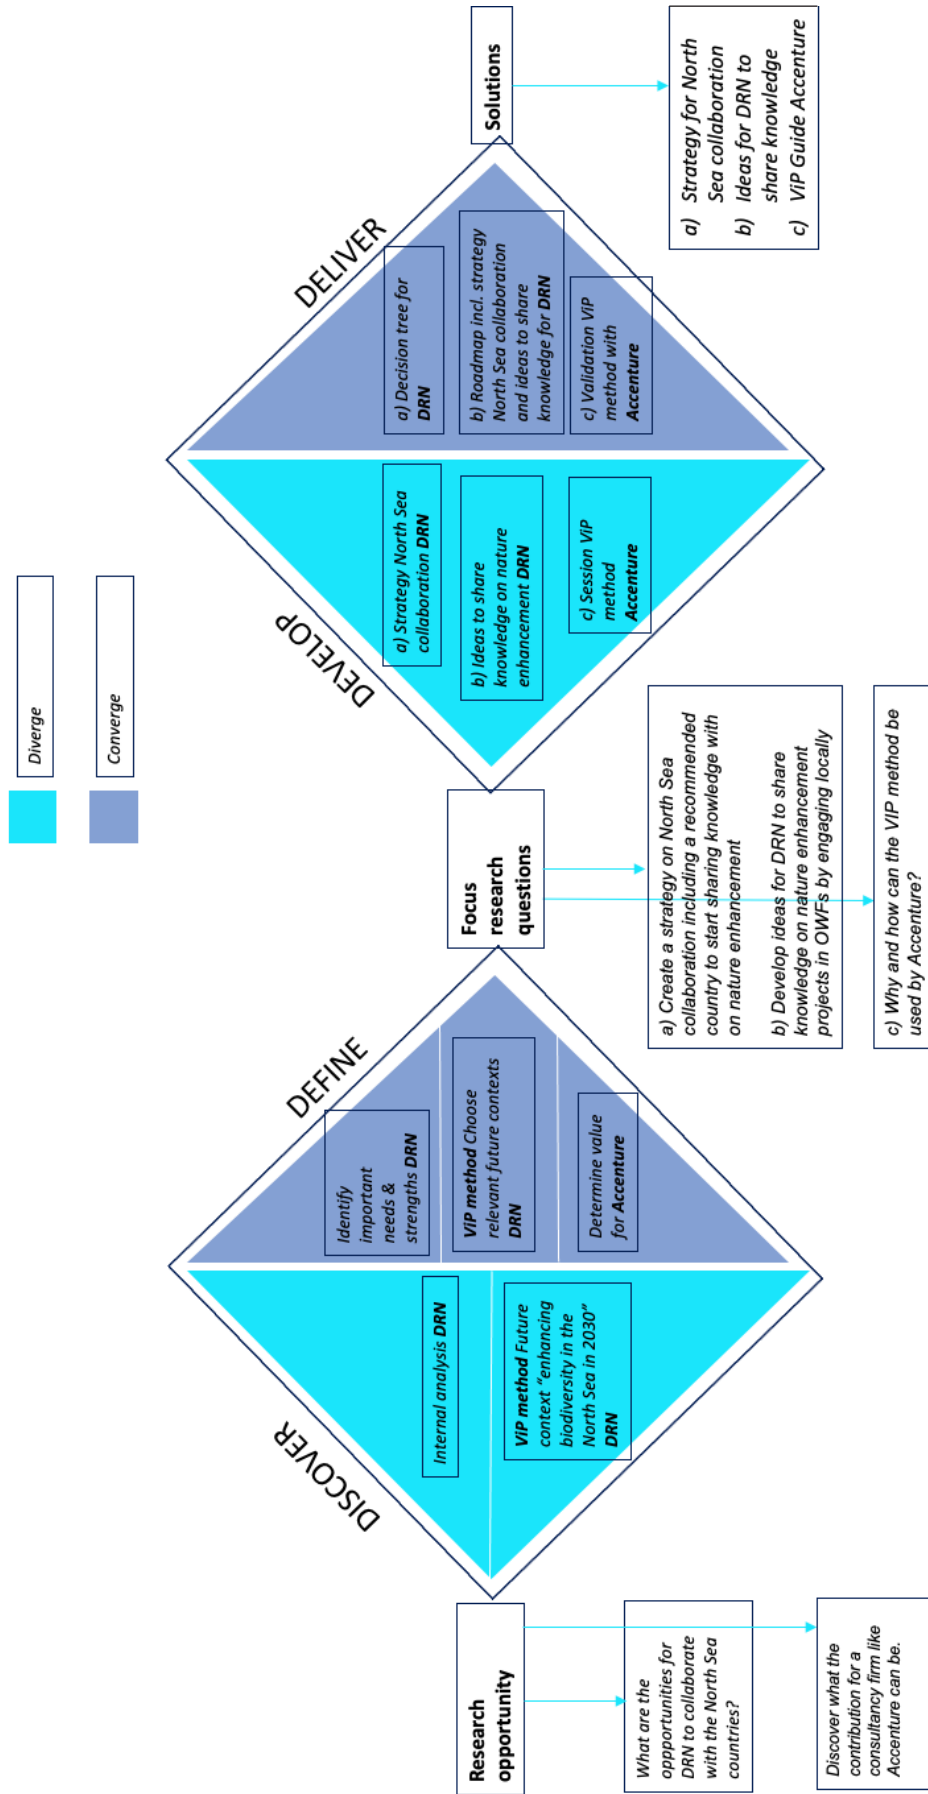 Diverge
Converge
Research
opportunity
What are the
opportunities for
DRN to collaborate
with the North Sea
countries?
Discover what the
contribution for a
consultancy firm like
Accenture can be.
DISCOVER
Internal analysis DRN
ViP method Future
context “enhancing
biodiversity in the
North Sea in 2030”
DRN
DEFINE
Identify
important
needs &
strengths DRN
ViP method Choose
relevant future contexts
DRN
Determine value
for Accenture
Focus
research
questions
a) Create a strategy on North Sea
collaboration including a recommended
country to start sharing knowledge with
on nature enhancement
b) Develop ideas for DRN to share
knowledge on nature enhancement
projects in OWFs by engaging locally
c) Why and how can the VIP method be
used by Accenture?
DEVELOP
a) Strategy North Sea
collaboration DRN
b) Ideas to share
knowledge on nature
enhancement DRN
c) Session ViP
method
Accenture
DELIVER
a) Decision tree for
DRN
b) Roadmap incl. strategy
North Sea collaboration
and ideas to share
knowledge for DRN
c) Validation ViP
method with
Accenture
Solutions
a) Strategy for North
Sea collaboration
b) Ideas for DRN to
share knowledge
c) ViP Guide Accenture